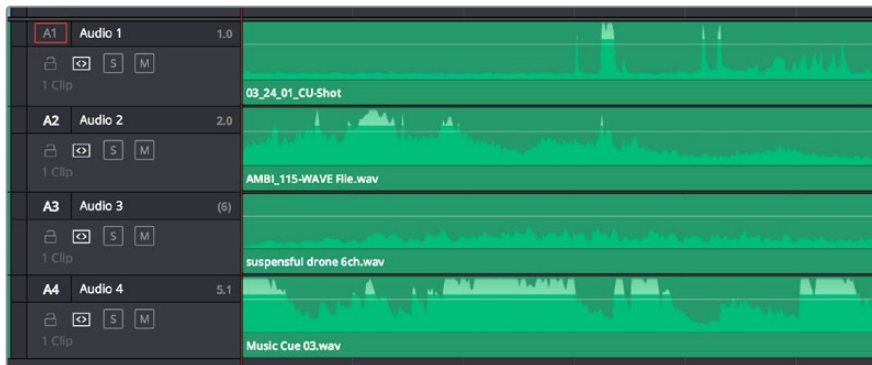 A1 Audio 1 1.0
S M
1 Clip
03_24_01_CU-Shot
A2 Audio 2 2.0
S M
1 Clip
AMBI_115-WAVE File.wav
A3 Audio 3 (6)
S M
1 Clip
suspensful drone 6ch.wav
A4 Audio 4 5.1
S M
1 Clip
Music Cue 03.wav